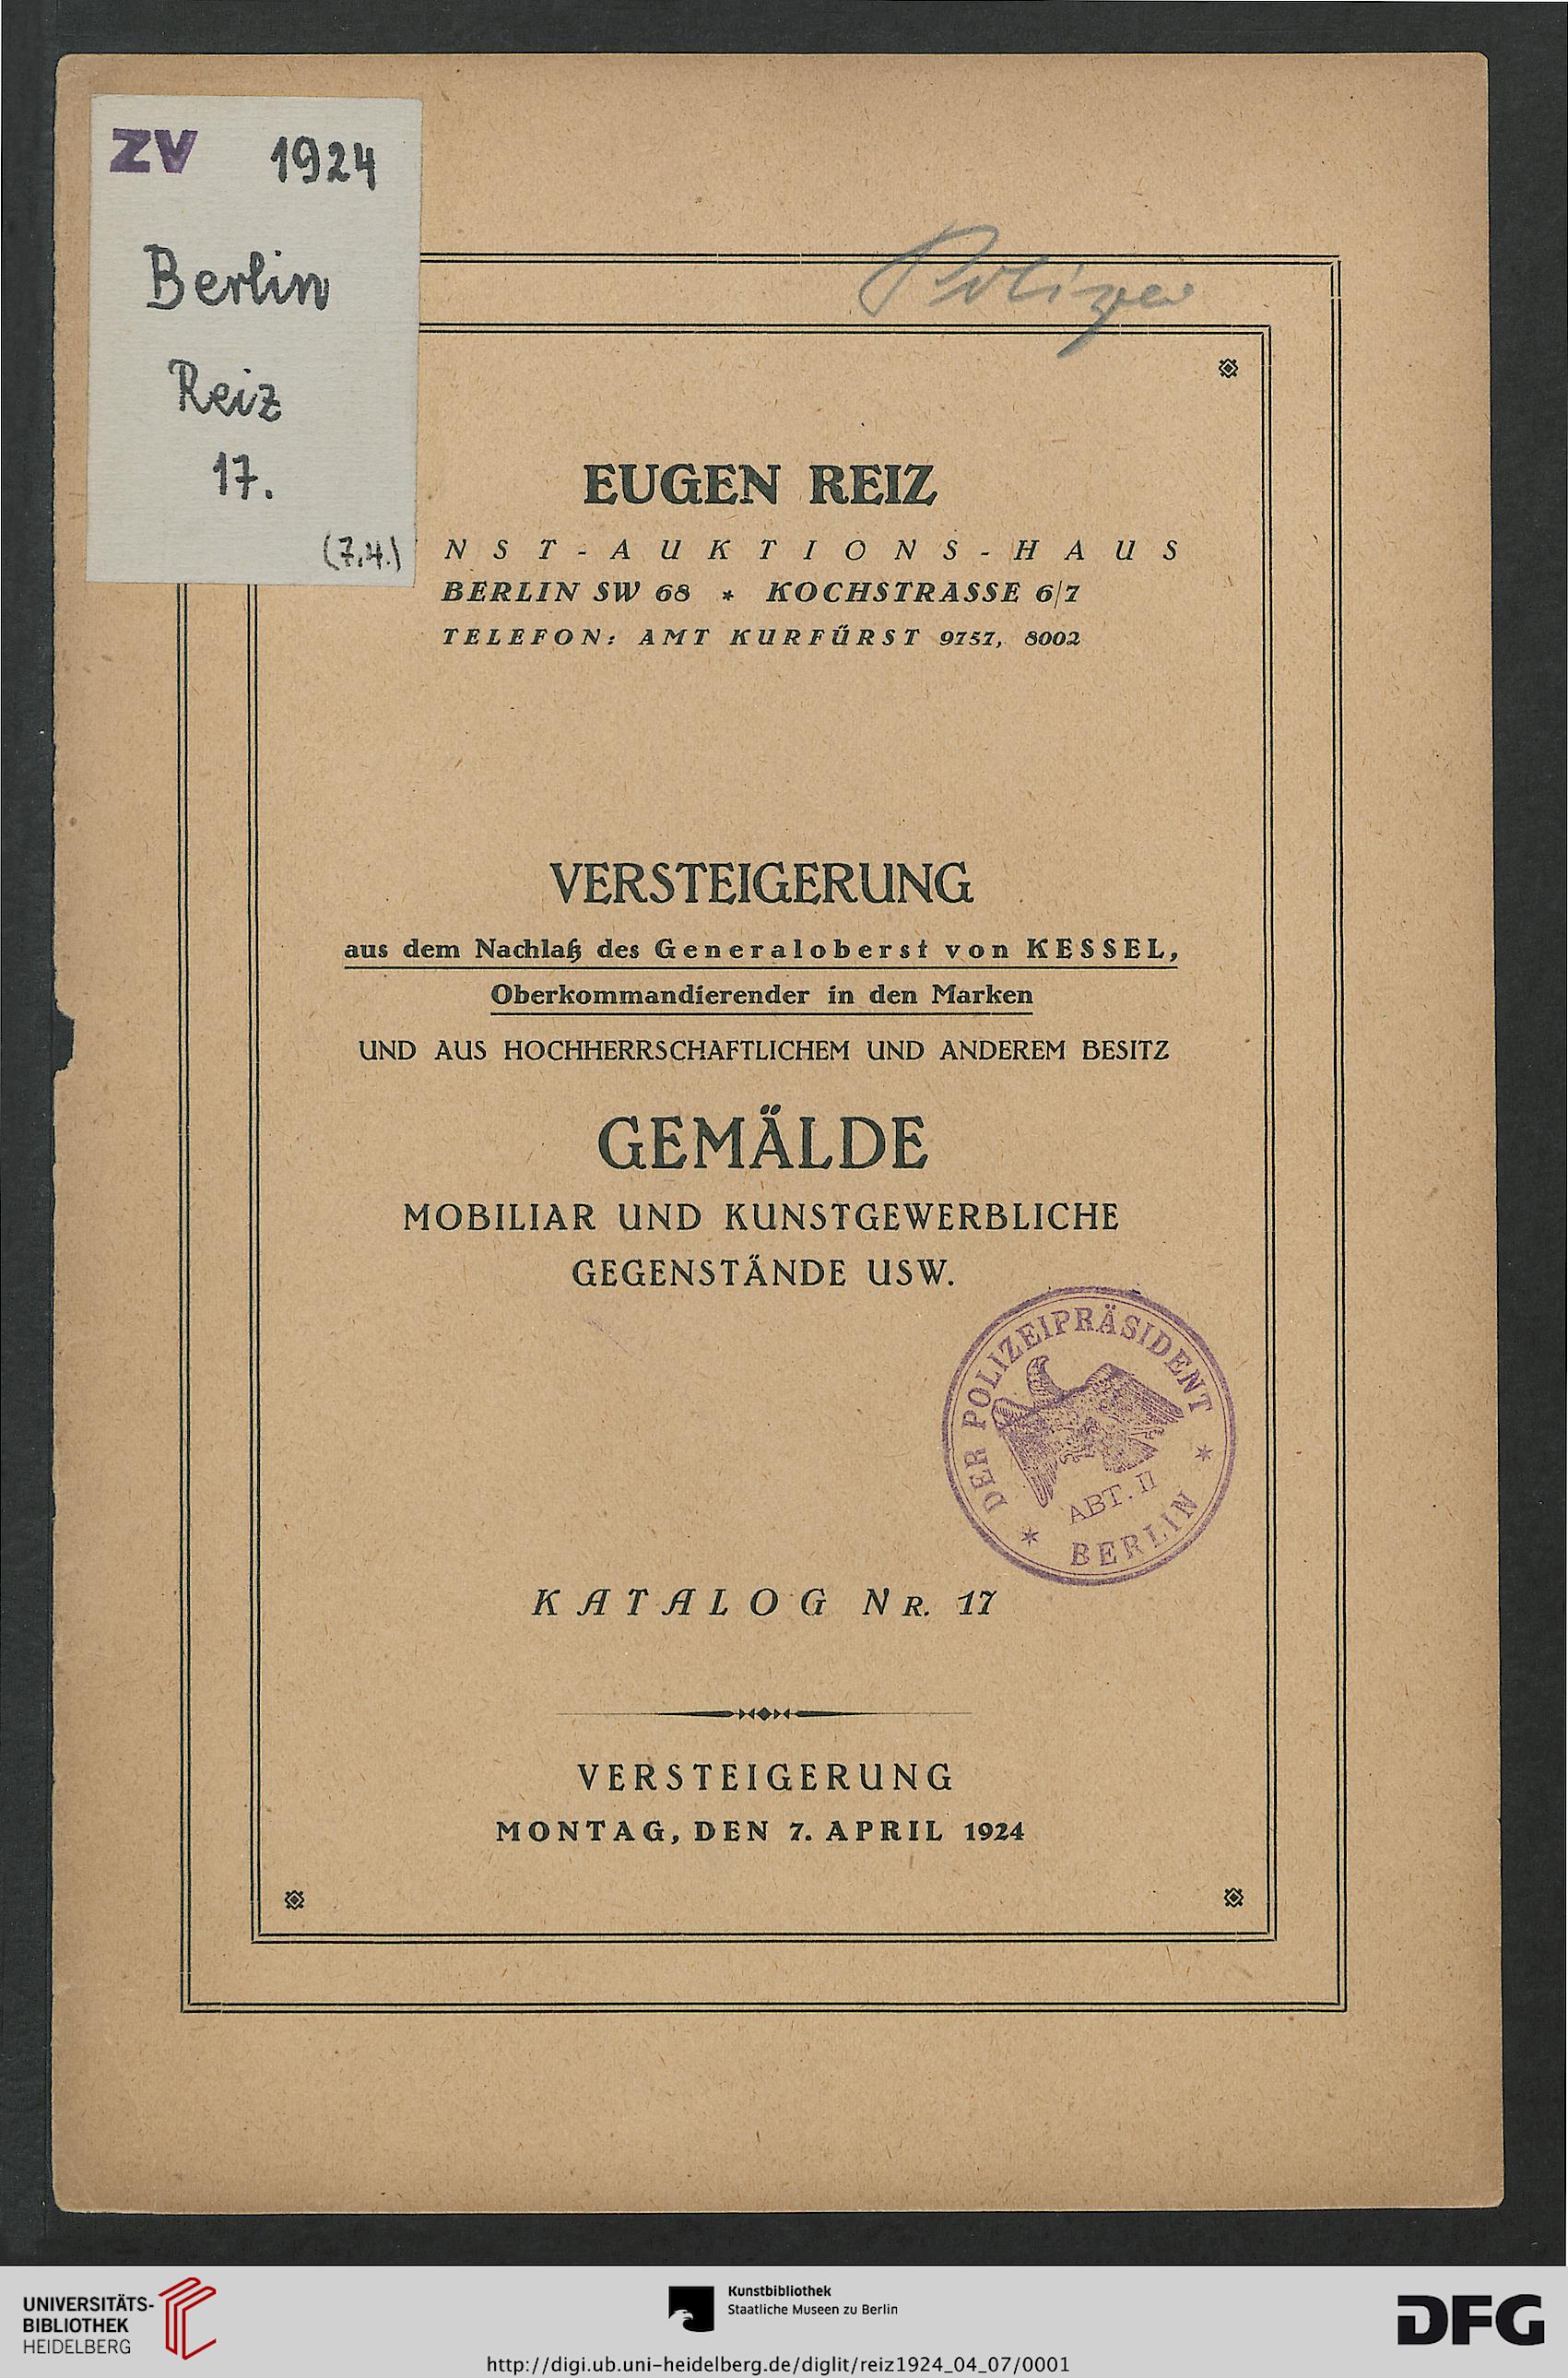 ZV 1924
Berlin
Reiz
17.
(7.4.)
Polizei
EUGEN REIZ
NST-AUKTIONS-HAUS
BERLIN SW 68 * KOCHSTRASSE 6/7
TELEFON: AMT KURFÜRST 9757, 8002
VERSTEIGERUNG
aus dem Nachlaß des Generaloberst von KESSEL,
Oberkommandierender in den Marken
UND AUS HOCHHERRSCHAFTLICHEM UND ANDEREM BESITZ
GEMÄLDE
MOBILIAR UND KUNSTGEWERBLICHE
GEGENSTÄNDE USW.
DER POLIZEIPRÄSIDENT
ABT. II
* BERLIN *
KATALOG NR. 17
VERSTEIGERUNG
MONTAG, DEN 7. APRIL 1924
UNIVERSITÄTS-
BIBLIOTHEK
HEIDELBERG
Kunstbibliothek
Staatliche Museen zu Berlin
DFG
http://digi.ub.uni-heidelberg.de/diglit/reiz1924_04_07/0001